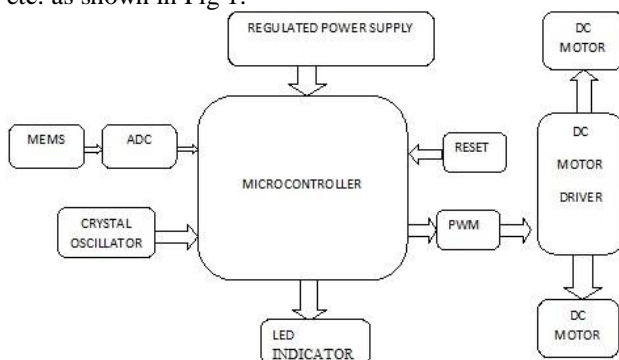 etc. as shown in Fig 1.
REGULATED POWER SUPPLY
DC
MOTOR
MEMS
ADC
MICROCONTROLLER
RESET
DC
MOTOR
DRIVER
CRYSTAL
OSCILLATOR
PWM
LED
INDICATOR
DC
MOTOR